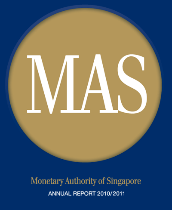 MAS
Monetary Authority of Singapore
ANNUAL REPORT 2010/2011